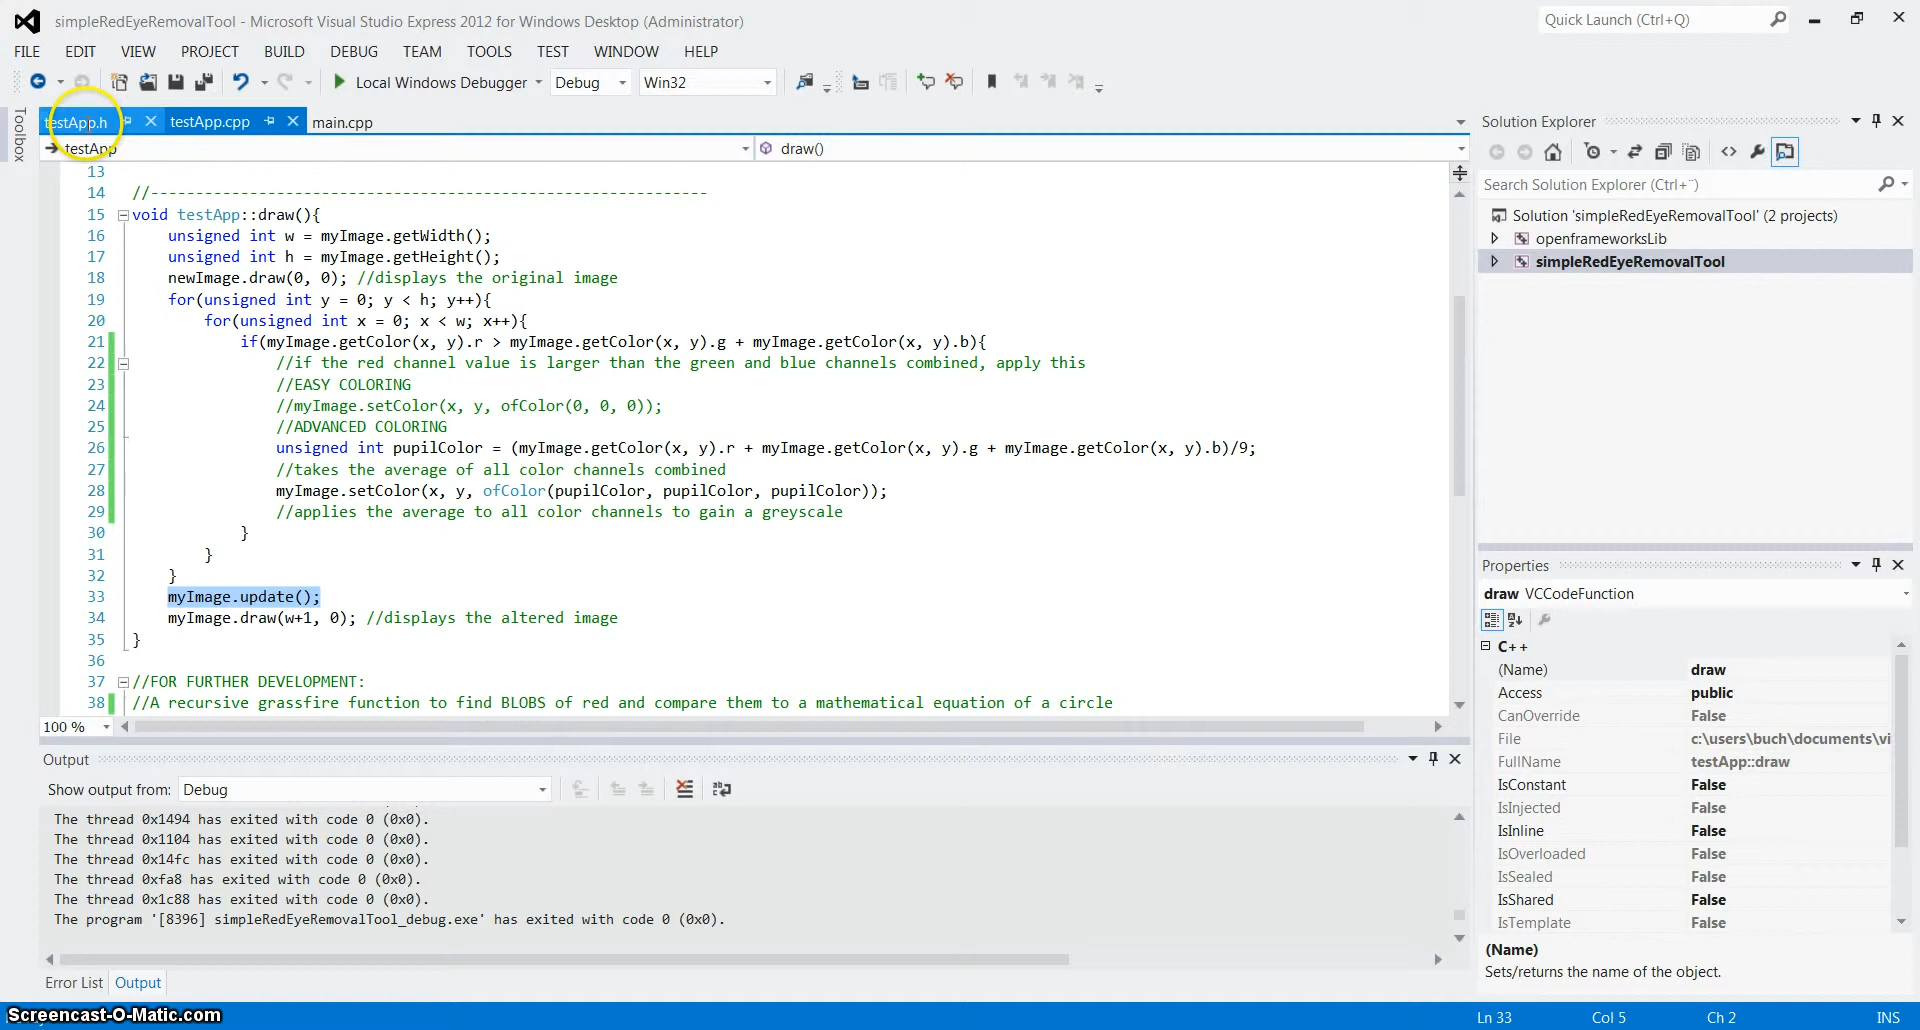 simpleRedEyeRemovalTool - Microsoft Visual Studio Express 2012 for Windows Desktop (Administrator)
Quick Launch (Ctrl+Q)
FILE EDIT VIEW PROJECT BUILD DEBUG TEAM TOOLS TEST WINDOW HELP
Local Windows Debugger Debug Win32
Toolbox
testApp.h testApp.cpp main.cpp
testApp draw()
13
14 //--------------------------------------------------------------
15 void testApp::draw(){
16 unsigned int w = myImage.getWidth();
17 unsigned int h = myImage.getHeight();
18 newImage.draw(0, 0); //displays the original image
19 for(unsigned int y = 0; y < h; y++){
20 for(unsigned int x = 0; x < w; x++){
21 if(myImage.getColor(x, y).r > myImage.getColor(x, y).g + myImage.getColor(x, y).b){
22 //if the red channel value is larger than the green and blue channels combined, apply this
23 //EASY COLORING
24 //myImage.setColor(x, y, ofColor(0, 0, 0));
25 //ADVANCED COLORING
26 unsigned int pupilColor = (myImage.getColor(x, y).r + myImage.getColor(x, y).g + myImage.getColor(x, y).b)/9;
27 //takes the average of all color channels combined
28 myImage.setColor(x, y, ofColor(pupilColor, pupilColor, pupilColor));
29 //applies the average to all color channels to gain a greyscale
30 }
31 }
32 }
33 myImage.update();
34 myImage.draw(w+1, 0); //displays the altered image
35 }
36
37 //FOR FURTHER DEVELOPMENT:
38 //A recursive grassfire function to find BLOBS of red and compare them to a mathematical equation of a circle
100 %
Output
Show output from: Debug
The thread 0x1494 has exited with code 0 (0x0).
The thread 0x1104 has exited with code 0 (0x0).
The thread 0x14fc has exited with code 0 (0x0).
The thread 0xfa8 has exited with code 0 (0x0).
The thread 0x1c88 has exited with code 0 (0x0).
The program '[8396] simpleRedEyeRemovalTool_debug.exe' has exited with code 0 (0x0).
Error List Output
Solution Explorer
Search Solution Explorer (Ctrl+¨)
Solution 'simpleRedEyeRemovalTool' (2 projects)
openframeworksLib
simpleRedEyeRemovalTool
Properties
draw VCCodeFunction
C++
(Name) draw
Access public
CanOverride False
File c:\users\buch\documents\vi
FullName testApp::draw
IsConstant False
IsInjected False
IsInline False
IsOverloaded False
IsSealed False
IsShared False
IsTemplate False
(Name)
Sets/returns the name of the object.
Screencast-O-Matic.com
Ln 33 Col 5 Ch 2 INS